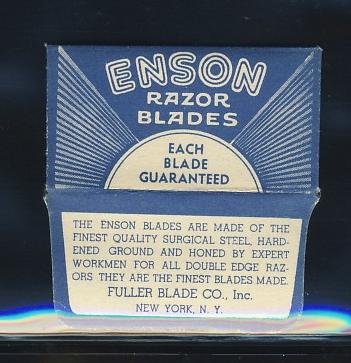 ENSON
RAZOR
BLADES
EACH
BLADE
GUARANTEED
THE ENSON BLADES ARE MADE OF THE
FINEST QUALITY SURGICAL STEEL, HARD-
ENED GROUND AND HONED BY EXPERT
WORKMEN FOR ALL DOUBLE EDGE RAZ-
ORS THEY ARE THE FINEST BLADES MADE.
FULLER BLADE CO., Inc.
NEW YORK, N. Y.